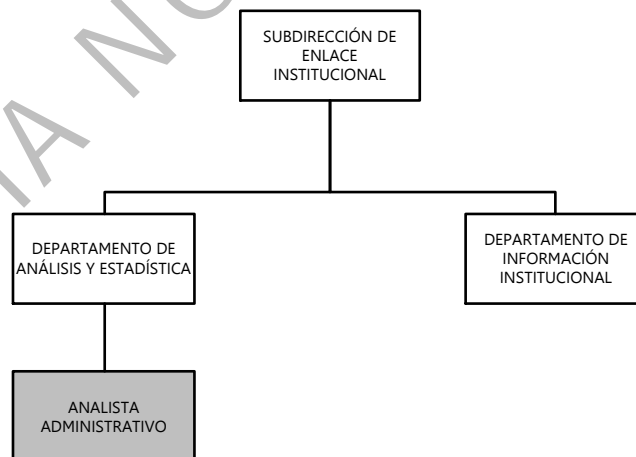 SUBDIRECCIÓN DE
ENLACE
INSTITUCIONAL
DEPARTAMENTO DE
ANÁLISIS Y ESTADÍSTICA
DEPARTAMENTO DE
INFORMACIÓN
INSTITUCIONAL
ANALISTA
ADMINISTRATIVO